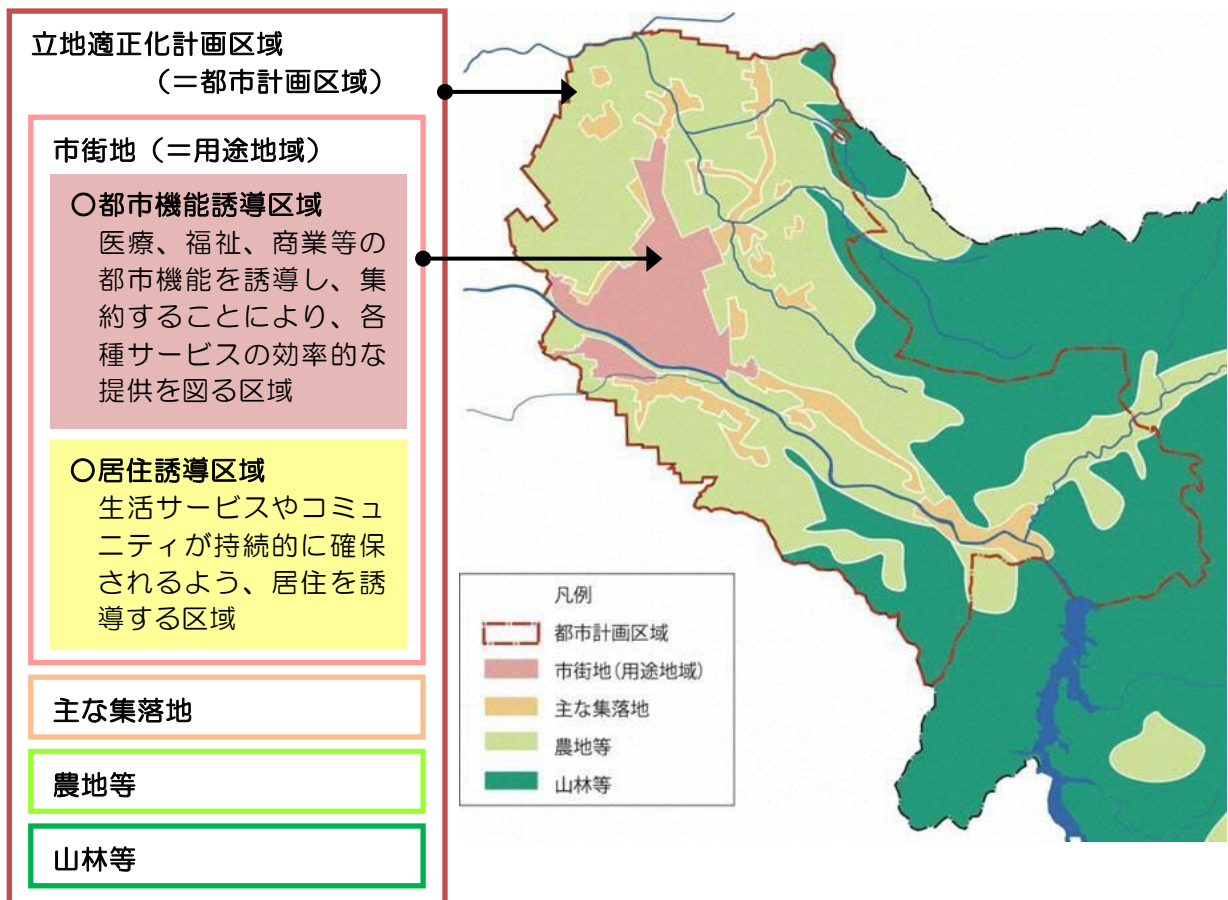 立地適正化計画区域
(＝都市計画区域)
市街地(＝用途地域)
○都市機能誘導区域
医療、福祉、商業等の
都市機能を誘導し、集
約することにより、各
種サービスの効率的な
提供を図る区域
○居住誘導区域
生活サービスやコミュ
ニティが持続的に確保
されるよう、居住を誘
導する区域
主な集落地
農地等
山林等
凡例
都市計画区域
市街地(用途地域)
主な集落地
農地等
山林等